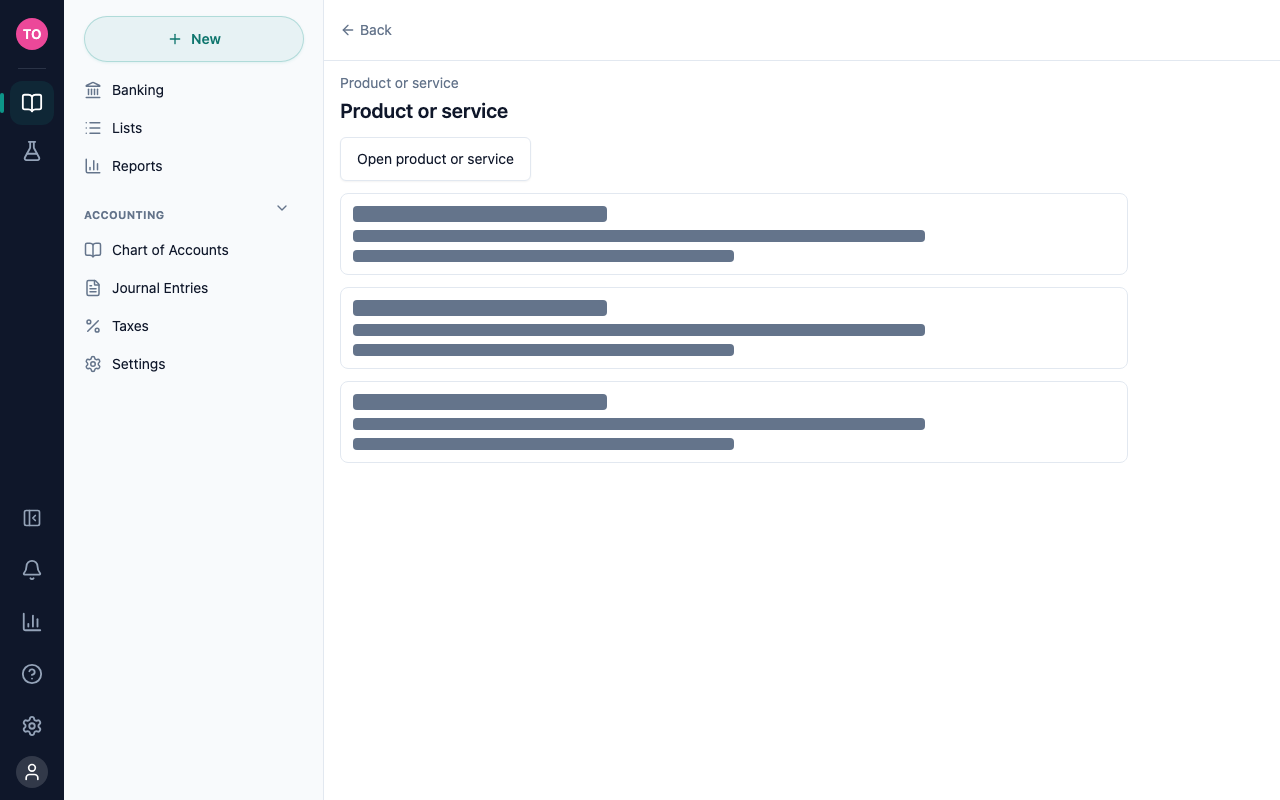 TO
New
Banking
Lists
Reports
ACCOUNTING
Chart of Accounts
Journal Entries
Taxes
Settings
Back
Product or service
Product or service
Open product or service